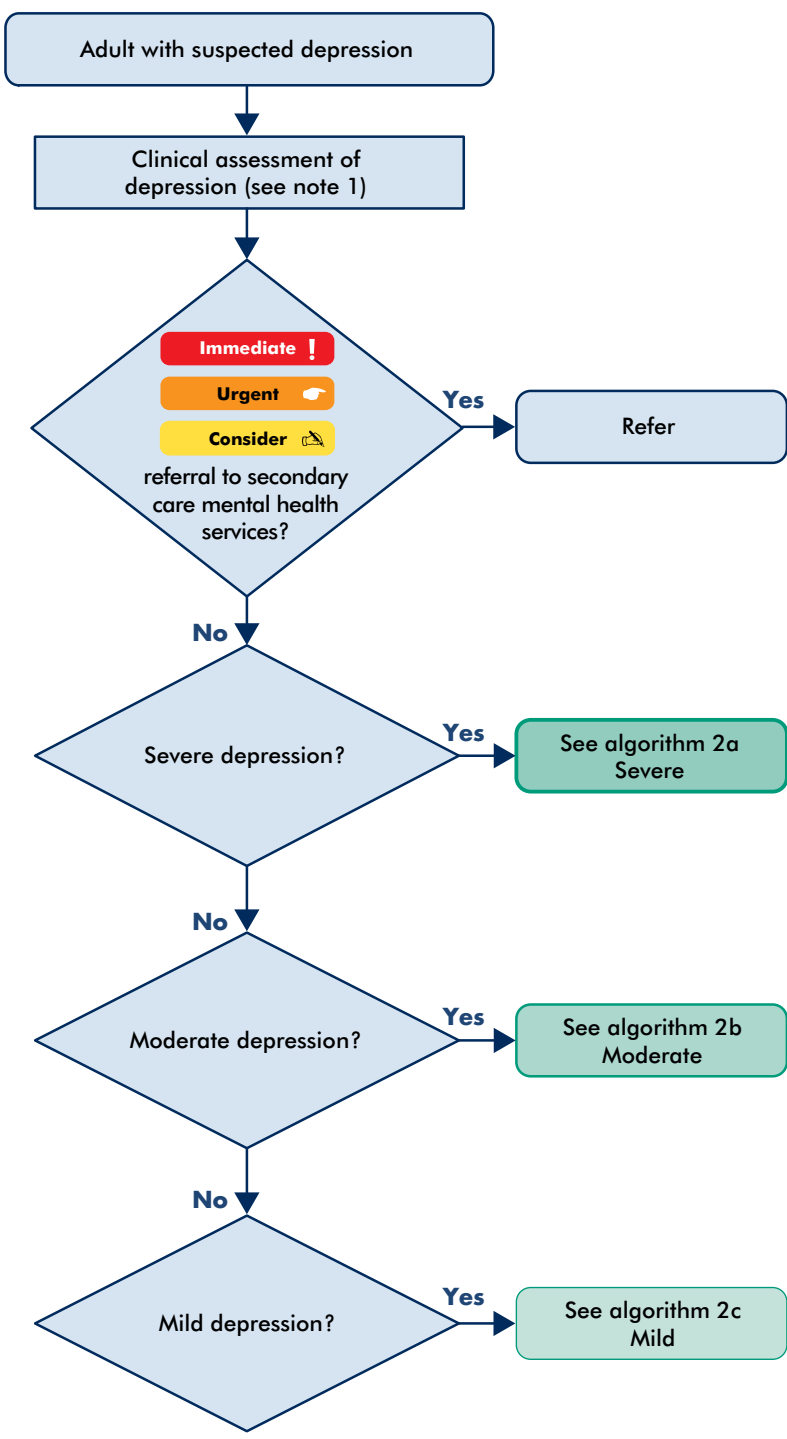 Adult with suspected depression
Clinical assessment of
depression (see note 1)
Immediate !
Urgent
Consider
referral to secondary
care mental health
services?
Yes
Refer
No
Severe depression?
Yes
See algorithm 2a
Severe
No
Moderate depression?
Yes
See algorithm 2b
Moderate
No
Mild depression?
Yes
See algorithm 2c
Mild